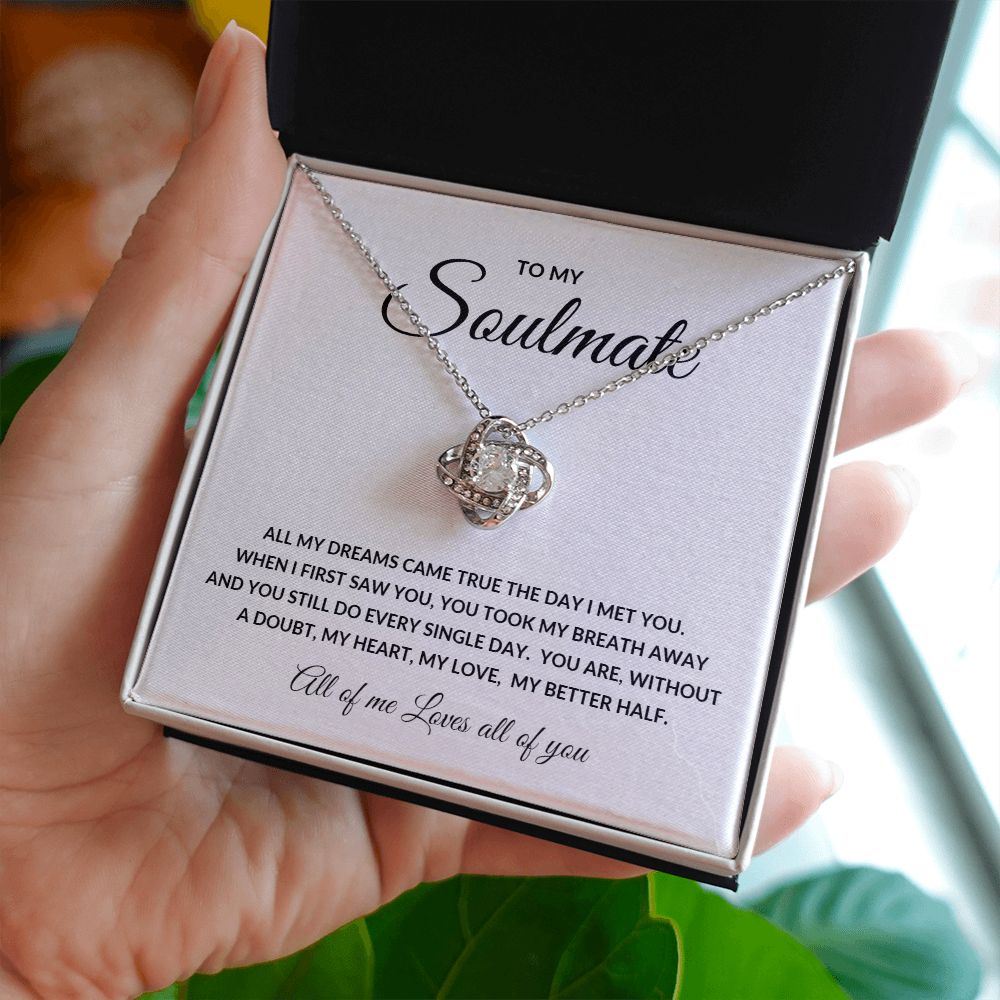 TO MY
Soulmate
ALL MY DREAMS CAME TRUE THE DAY I MET YOU.
WHEN I FIRST SAW YOU, YOU TOOK MY BREATH AWAY
AND YOU STILL DO EVERY SINGLE DAY. YOU ARE, WITHOUT
A DOUBT, MY HEART, MY LOVE, MY BETTER HALF.
All of me Loves all of you